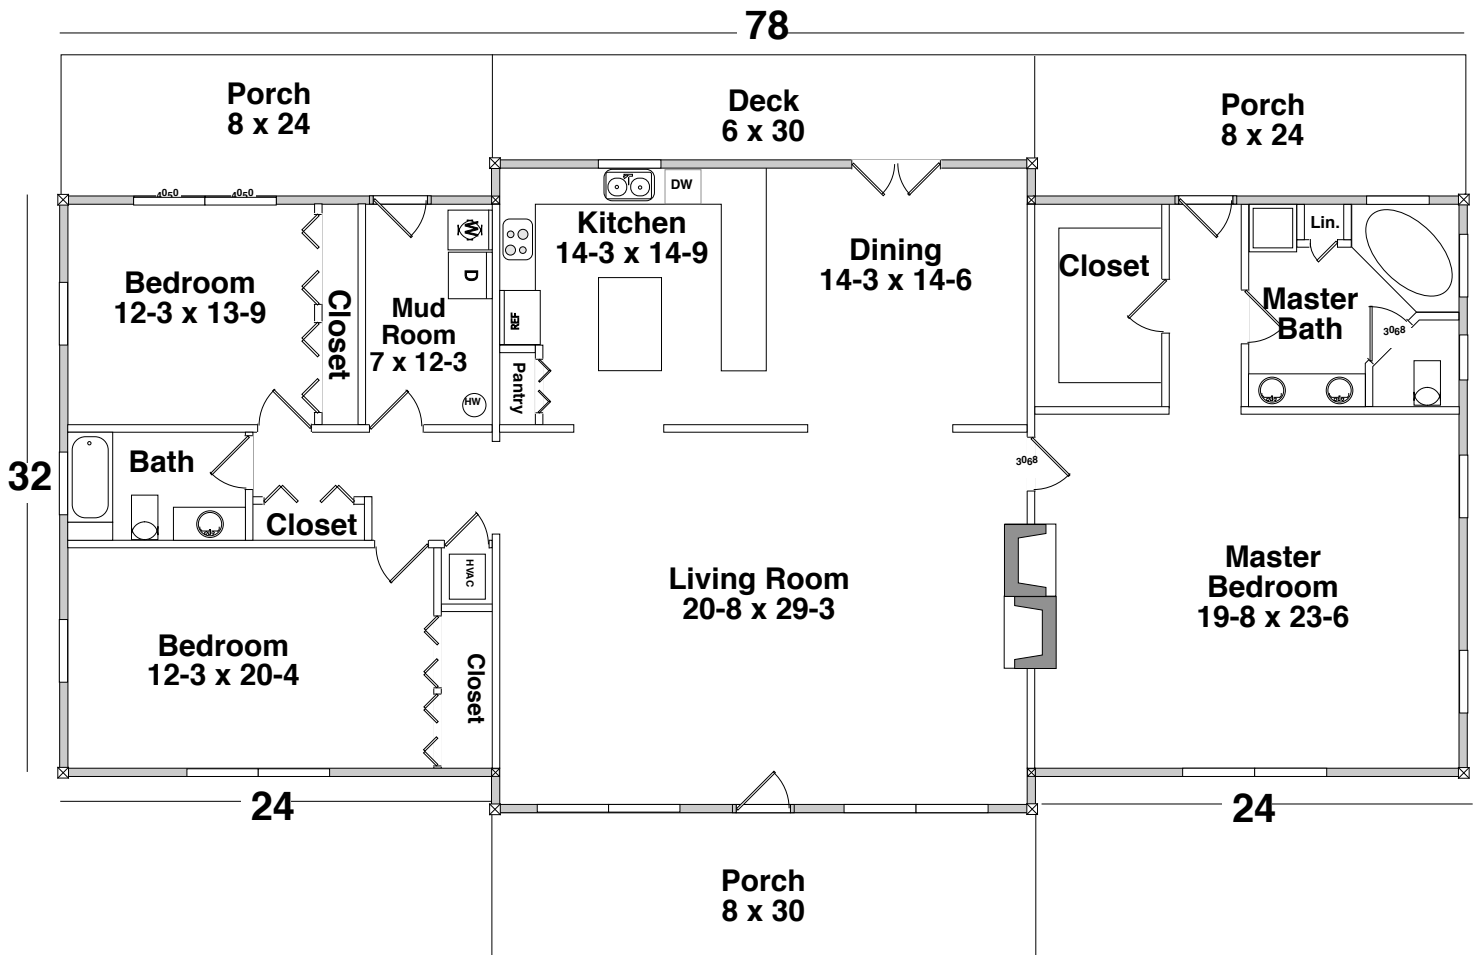 78
Porch
8 x 24
Deck
6 x 30
Porch
8 x 24
4050
4050
DW
W
D
Kitchen
14-3 x 14-9
Dining
14-3 x 14-6
Closet
Lin.
Master
Bath
3068
Bedroom
12-3 x 13-9
Closet
Mud
Room
7 x 12-3
REF
Pantry
HW
32
Bath
Closet
3068
HVAC
Living Room
20-8 x 29-3
Master
Bedroom
19-8 x 23-6
Bedroom
12-3 x 20-4
Closet
24
24
Porch
8 x 30